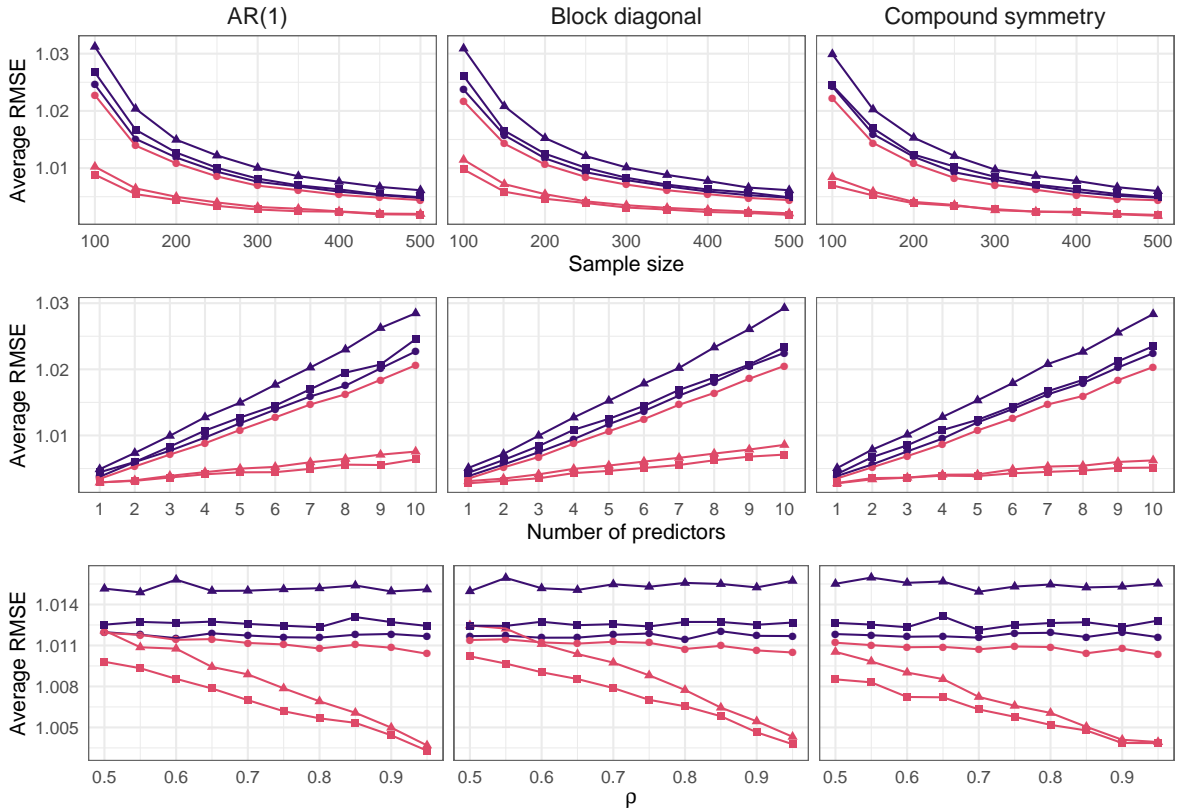 AR(1) Block diagonal Compound symmetry
Average RMSE
1.03
1.02
1.01
100 200 300 400 500 100 200 300 400 500 100 200 300 400 500
Sample size
Average RMSE
1.03
1.02
1.01
1 2 3 4 5 6 7 8 9 10 1 2 3 4 5 6 7 8 9 10 1 2 3 4 5 6 7 8 9 10
Number of predictors
Average RMSE
1.014
1.011
1.008
1.005
0.5 0.6 0.7 0.8 0.9 0.5 0.6 0.7 0.8 0.9 0.5 0.6 0.7 0.8 0.9
ρ